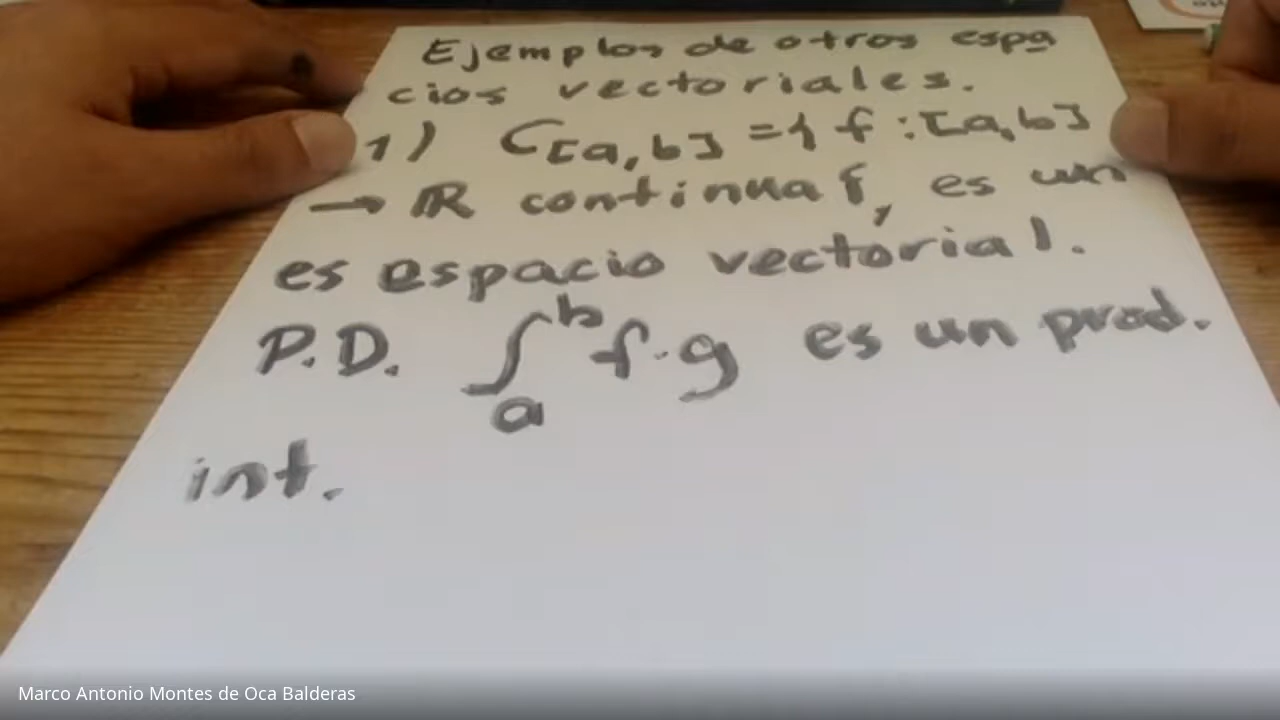 Ejemplos de otros espa
cios vectoriales.
1) C[a,b] = { f : [a,b]
→ ℝ continua }, es un
es espacio vectorial.
P.D. ∫ₐᵇ f·g es un prod.
int.
Marco Antonio Montes de Oca Balderas